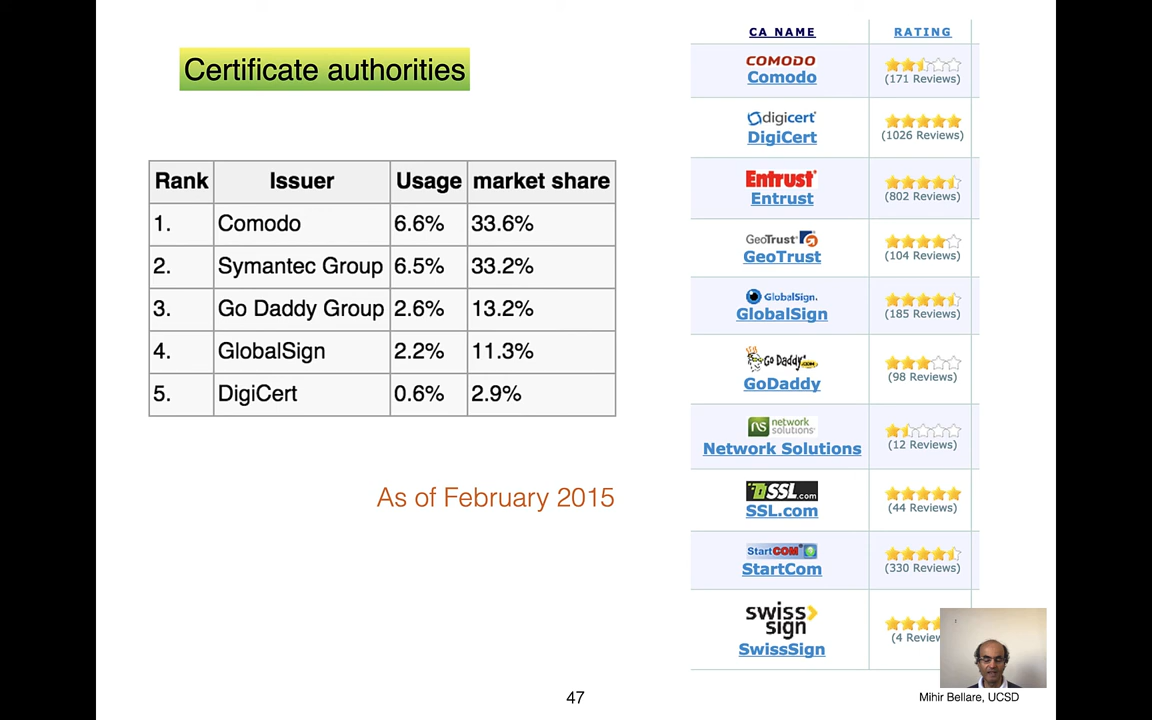 Certificate authorities
Rank Issuer Usage market share
1. Comodo 6.6% 33.6%
2. Symantec Group 6.5% 33.2%
3. Go Daddy Group 2.6% 13.2%
4. GlobalSign 2.2% 11.3%
5. DigiCert 0.6% 2.9%
As of February 2015
CA NAME RATING
COMODO
Comodo
(171 Reviews)
digicert
DigiCert
(1026 Reviews)
Entrust
Entrust
(802 Reviews)
GeoTrust
GeoTrust
(104 Reviews)
GlobalSign.
GlobalSign
(185 Reviews)
Go Daddy.COM
GoDaddy
(98 Reviews)
ns network
solutions
Network Solutions
(12 Reviews)
SSL.com
SSL.com
(44 Reviews)
StartCOM
StartCom
(330 Reviews)
swiss
sign
SwissSign
(4 Review
47
Mihir Bellare, UCSD